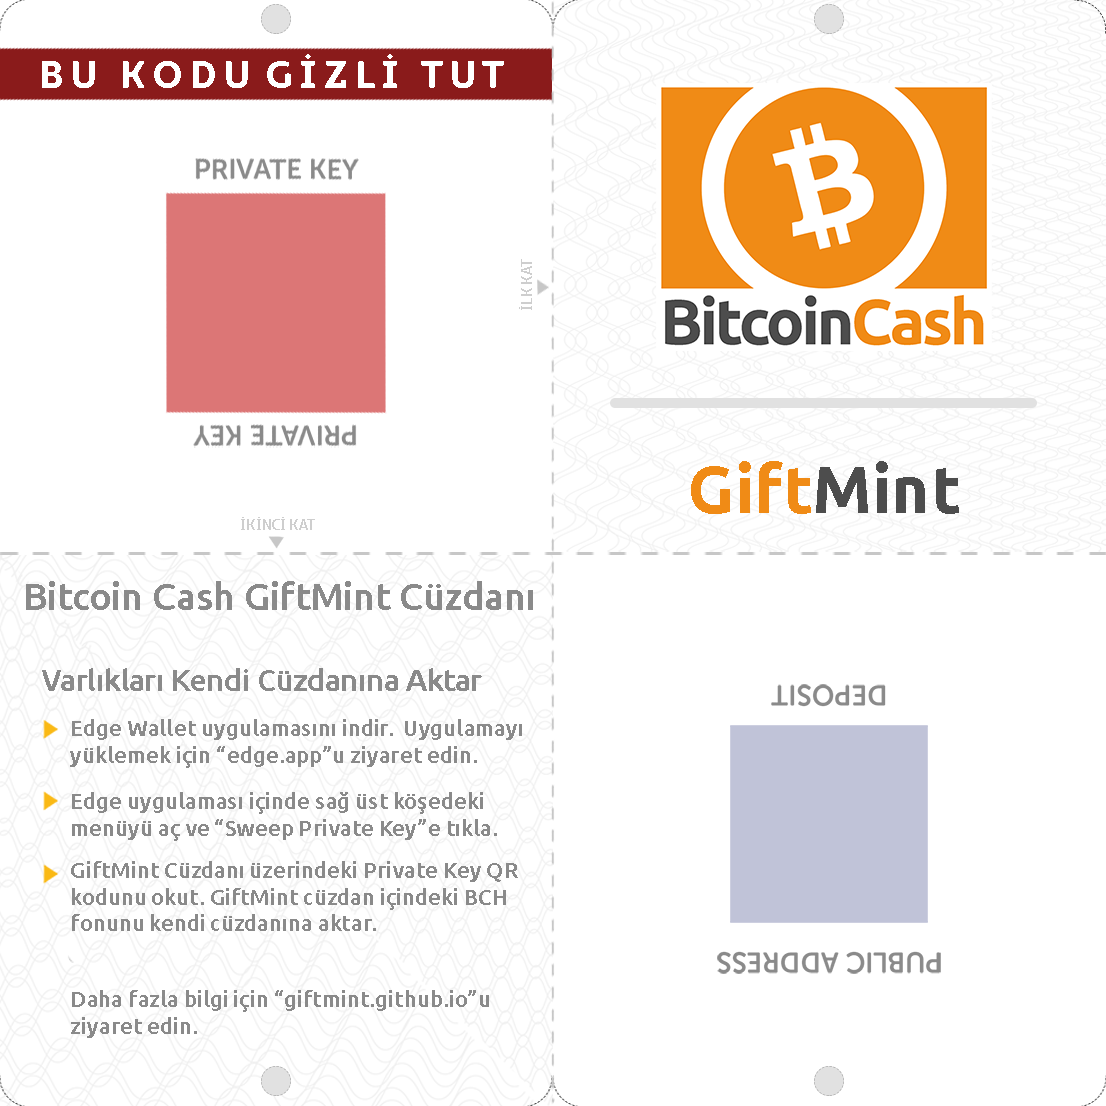 BU KODU GİZLİ TUT
PRIVATE KEY
PRIVATE KEY
İLK KAT
İKİNCİ KAT
BitcoinCash
GiftMint
Bitcoin Cash GiftMint Cüzdanı
Varlıkları Kendi Cüzdanına Aktar
Edge Wallet uygulamasını indir. Uygulamayı
yüklemek için “edge.app”u ziyaret edin.
Edge uygulaması içinde sağ üst köşedeki
menüyü aç ve “Sweep Private Key”e tıkla.
GiftMint Cüzdanı üzerindeki Private Key QR
kodunu okut. GiftMint cüzdan içindeki BCH
fonunu kendi cüzdanına aktar.
Daha fazla bilgi için “giftmint.github.io”u
ziyaret edin.
DEPOSIT
PUBLIC ADDRESS